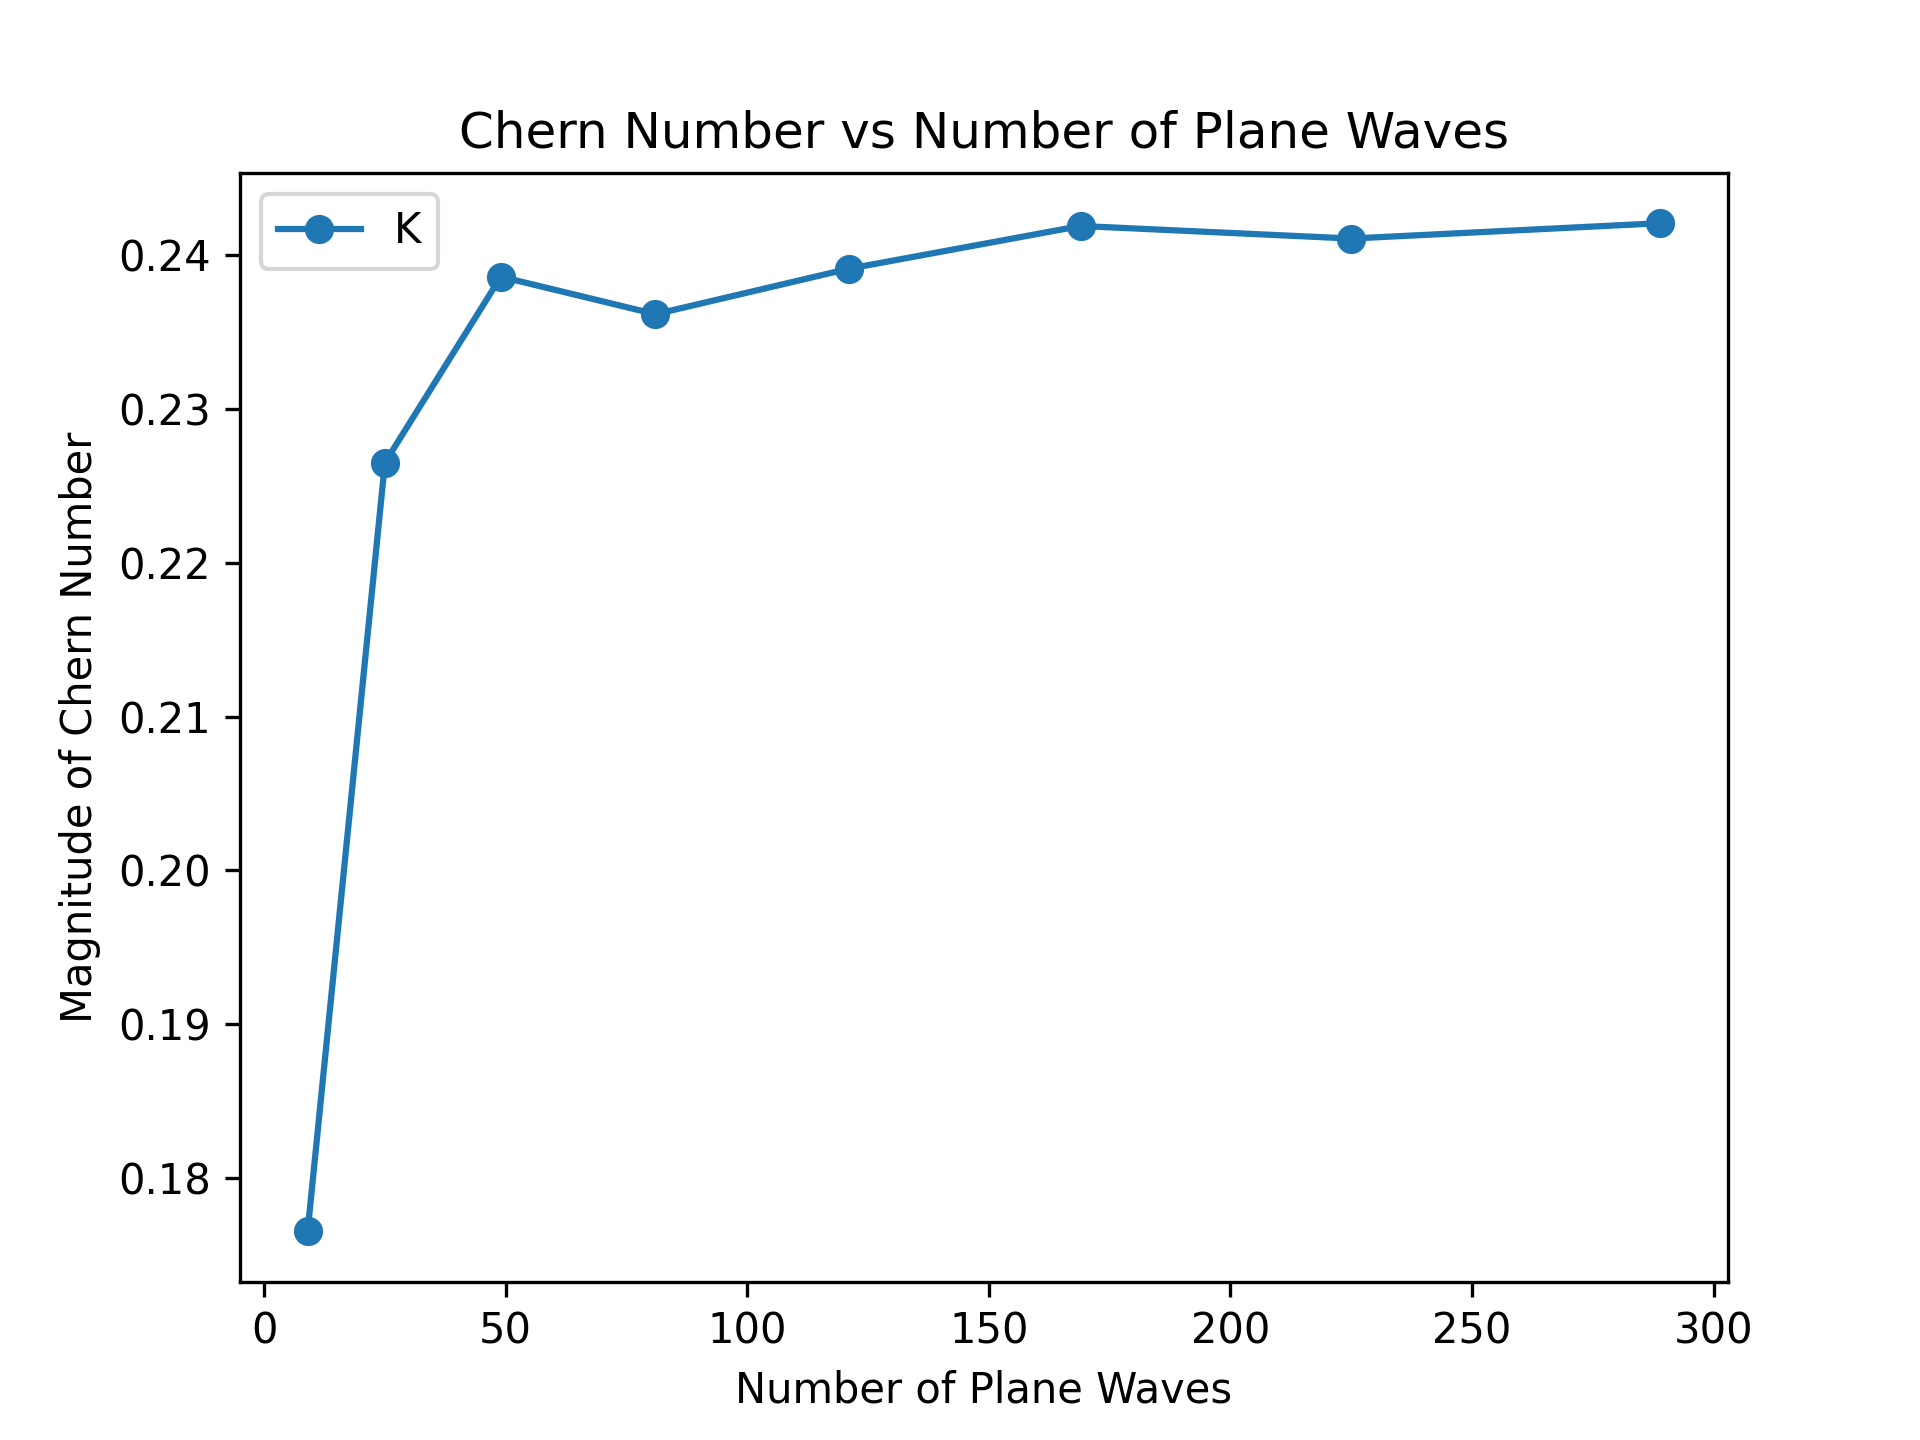 Chern Number vs Number of Plane Waves
K
Magnitude of Chern Number
0.24
0.23
0.22
0.21
0.20
0.19
0.18
0 50 100 150 200 250 300
Number of Plane Waves